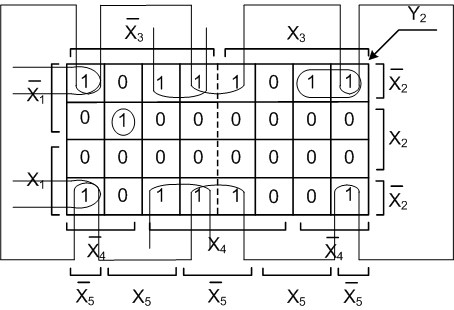 X̅₃ X₃ Y₂
X̅₁ 1 0 1 1 1 0 1 1 X̅₂
0 1 0 0 0 0 0 0 X₂
X₁ 0 0 0 0 0 0 0 0
1 0 1 1 1 0 0 1 X̅₂
X̅₄ X₄ X̅₄
X̅₅ X₅ X̅₅ X₅ X̅₅